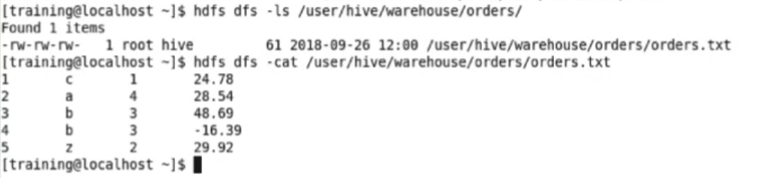 [training@localhost ~]$ hdfs dfs -ls /user/hive/warehouse/orders/
Found 1 items
-rw-rw-rw-   1 root hive         61 2018-09-26 12:00 /user/hive/warehouse/orders/orders.txt
[training@localhost ~]$ hdfs dfs -cat /user/hive/warehouse/orders/orders.txt
1       c       1       24.78
2       a       4       28.54
3       b       3       48.69
4       b       3       -16.39
5       z       2       29.92
[training@localhost ~]$